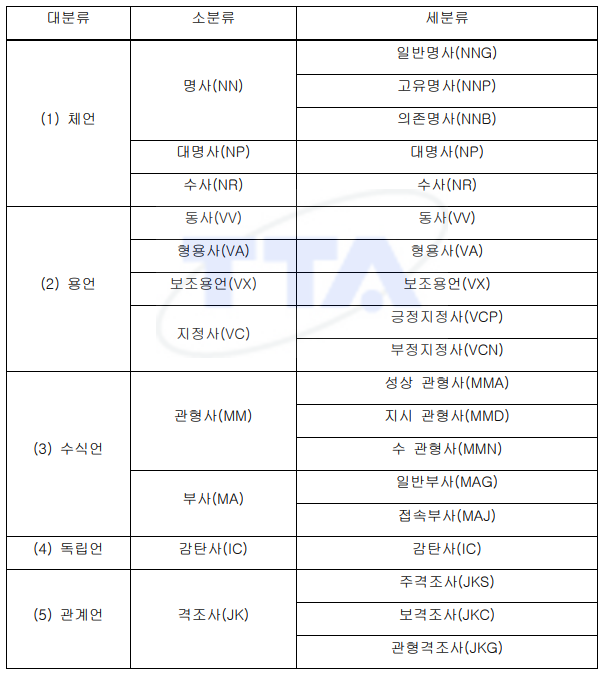 대분류 소분류 세분류
(1) 체언 명사(NN) 일반명사(NNG)
고유명사(NNP)
의존명사(NNB)
대명사(NP) 대명사(NP)
수사(NR) 수사(NR)
(2) 용언 동사(VV) 동사(VV)
형용사(VA) 형용사(VA)
보조용언(VX) 보조용언(VX)
지정사(VC) 긍정지정사(VCP)
부정지정사(VCN)
(3) 수식언 관형사(MM) 성상 관형사(MMA)
지시 관형사(MMD)
수 관형사(MMN)
부사(MA) 일반부사(MAG)
접속부사(MAJ)
(4) 독립언 감탄사(IC) 감탄사(IC)
(5) 관계언 격조사(JK) 주격조사(JKS)
보격조사(JKC)
관형격조사(JKG)
TTA